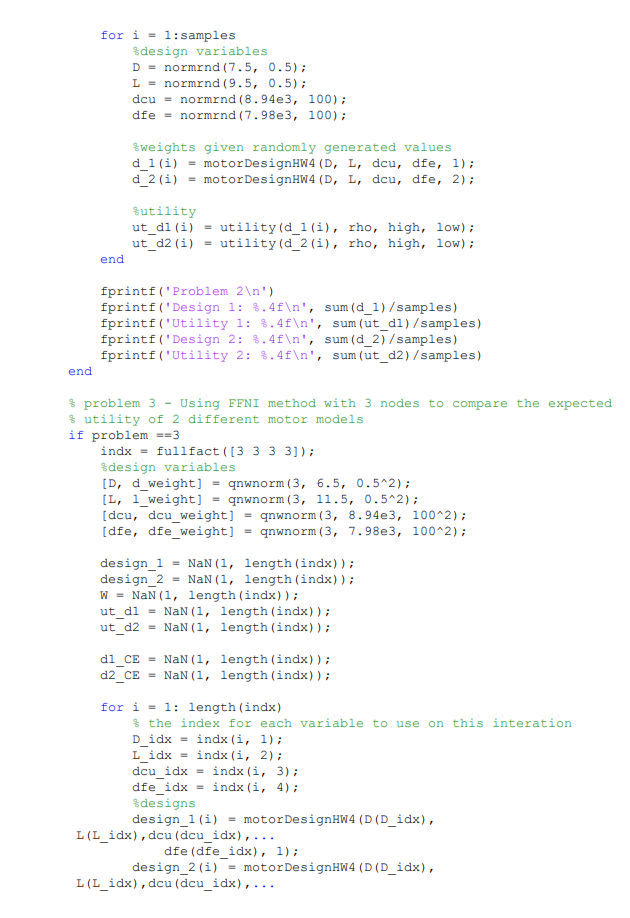 for i = 1:samples
%design variables
D = normrnd(7.5, 0.5);
L = normrnd(9.5, 0.5);
dcu = normrnd(8.94e3, 100);
dfe = normrnd(7.98e3, 100);
%weights given randomly generated values
d_1(i) = motorDesignHW4(D, L, dcu, dfe, 1);
d_2(i) = motorDesignHW4(D, L, dcu, dfe, 2);
%utility
ut_d1(i) = utility(d_1(i), rho, high, low);
ut_d2(i) = utility(d_2(i), rho, high, low);
end
fprintf('Problem 2\n')
fprintf('Design 1: %.4f\n', sum(d_1)/samples)
fprintf('Utility 1: %.4f\n', sum(ut_d1)/samples)
fprintf('Design 2: %.4f\n', sum(d_2)/samples)
fprintf('Utility 2: %.4f\n', sum(ut_d2)/samples)
end
% problem 3 - Using FFNI method with 3 nodes to compare the expected
% utility of 2 different motor models
if problem ==3
indx = fullfact([3 3 3 3]);
%design variables
[D, d_weight] = qnwnorm(3, 6.5, 0.5^2);
[L, l_weight] = qnwnorm(3, 11.5, 0.5^2);
[dcu, dcu_weight] = qnwnorm(3, 8.94e3, 100^2);
[dfe, dfe_weight] = qnwnorm(3, 7.98e3, 100^2);
design_1 = NaN(1, length(indx));
design_2 = NaN(1, length(indx));
W = NaN(1, length(indx));
ut_d1 = NaN(1, length(indx));
ut_d2 = NaN(1, length(indx));
d1_CE = NaN(1, length(indx));
d2_CE = NaN(1, length(indx));
for i = 1: length(indx)
% the index for each variable to use on this interation
D_idx = indx(i, 1);
L_idx = indx(i, 2);
dcu_idx = indx(i, 3);
dfe_idx = indx(i, 4);
%designs
design_1(i) = motorDesignHW4(D(D_idx),
L(L_idx),dcu(dcu_idx),...
dfe(dfe_idx), 1);
design_2(i) = motorDesignHW4(D(D_idx),
L(L_idx),dcu(dcu_idx),...